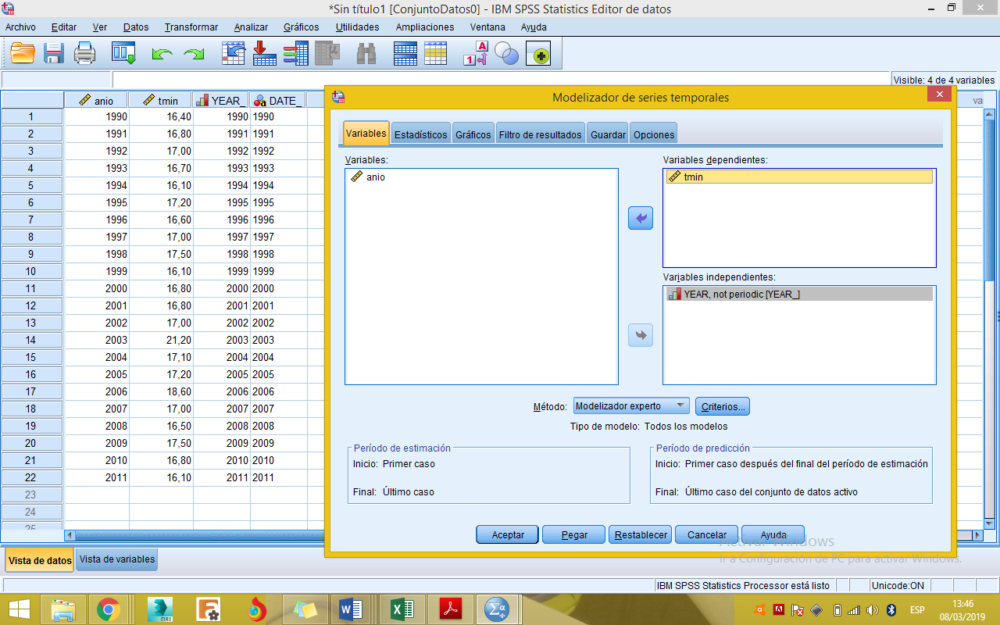 *Sin título1 [ConjuntoDatos0] - IBM SPSS Statistics Editor de datos
Archivo Editar Ver Datos Transformar Analizar Gráficos Utilidades Ampliaciones Ventana Ayuda
Visible: 4 de 4 variables
anio tmin YEAR_ DATE_ va
1 1990 16,40 1990 1990
2 1991 16,80 1991 1991
3 1992 17,00 1992 1992
4 1993 16,70 1993 1993
5 1994 16,10 1994 1994
6 1995 17,20 1995 1995
7 1996 16,60 1996 1996
8 1997 17,00 1997 1997
9 1998 17,50 1998 1998
10 1999 16,10 1999 1999
11 2000 16,80 2000 2000
12 2001 16,80 2001 2001
13 2002 17,00 2002 2002
14 2003 21,20 2003 2003
15 2004 17,10 2004 2004
16 2005 17,20 2005 2005
17 2006 18,60 2006 2006
18 2007 17,00 2007 2007
19 2008 16,50 2008 2008
20 2009 17,50 2009 2009
21 2010 16,80 2010 2010
22 2011 16,10 2011 2011
23
24
25
Modelizador de series temporales
Variables Estadísticos Gráficos Filtro de resultados Guardar Opciones
Variables:
anio
Variables dependientes:
tmin
Variables independientes:
YEAR, not periodic [YEAR_]
Método: Modelizador experto Criterios...
Tipo de modelo: Todos los modelos
Período de estimación
Inicio: Primer caso
Final: Último caso
Período de predicción
Inicio: Primer caso después del final del período de estimación
Final: Último caso del conjunto de datos activo
Aceptar Pegar Restablecer Cancelar Ayuda
Activar Windows
Ir a Configuración de PC para activar Windows.
Vista de datos Vista de variables
IBM SPSS Statistics Processor está listo Unicode:ON
ESP
13:46
08/03/2019